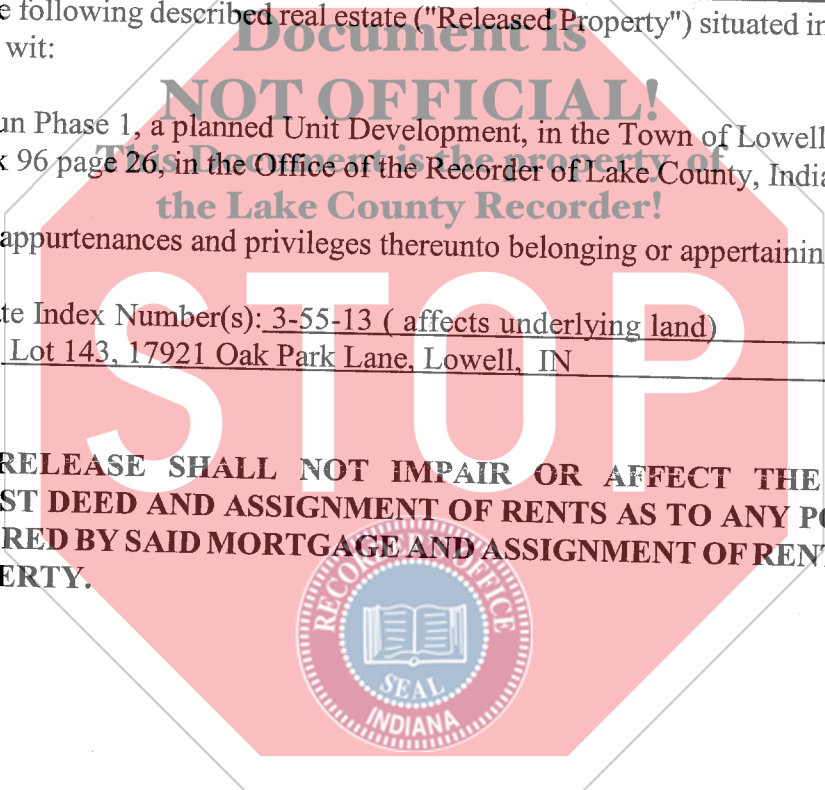 e following described real estate ("Released Property") situated in
Document is
wit:
NOT OFFICIAL!
un Phase 1, a planned Unit Development, in the Town of Lowell
k 96 page 26, in the Office of the Recorder of Lake County, India
This Document is the property of
the Lake County Recorder!
appurtenances and privileges thereunto belonging or appertainin
STOP
te Index Number(s): 3-55-13 ( affects underlying land)
Lot 143, 17921 Oak Park Lane, Lowell, IN
RELEASE SHALL NOT IMPAIR OR AFFECT THE
ST DEED AND ASSIGNMENT OF RENTS AS TO ANY PO
RED BY SAID MORTGAGE AND ASSIGNMENT OF RENT
ERTY.
RECORDER'S OFFICE
SEAL
INDIANA